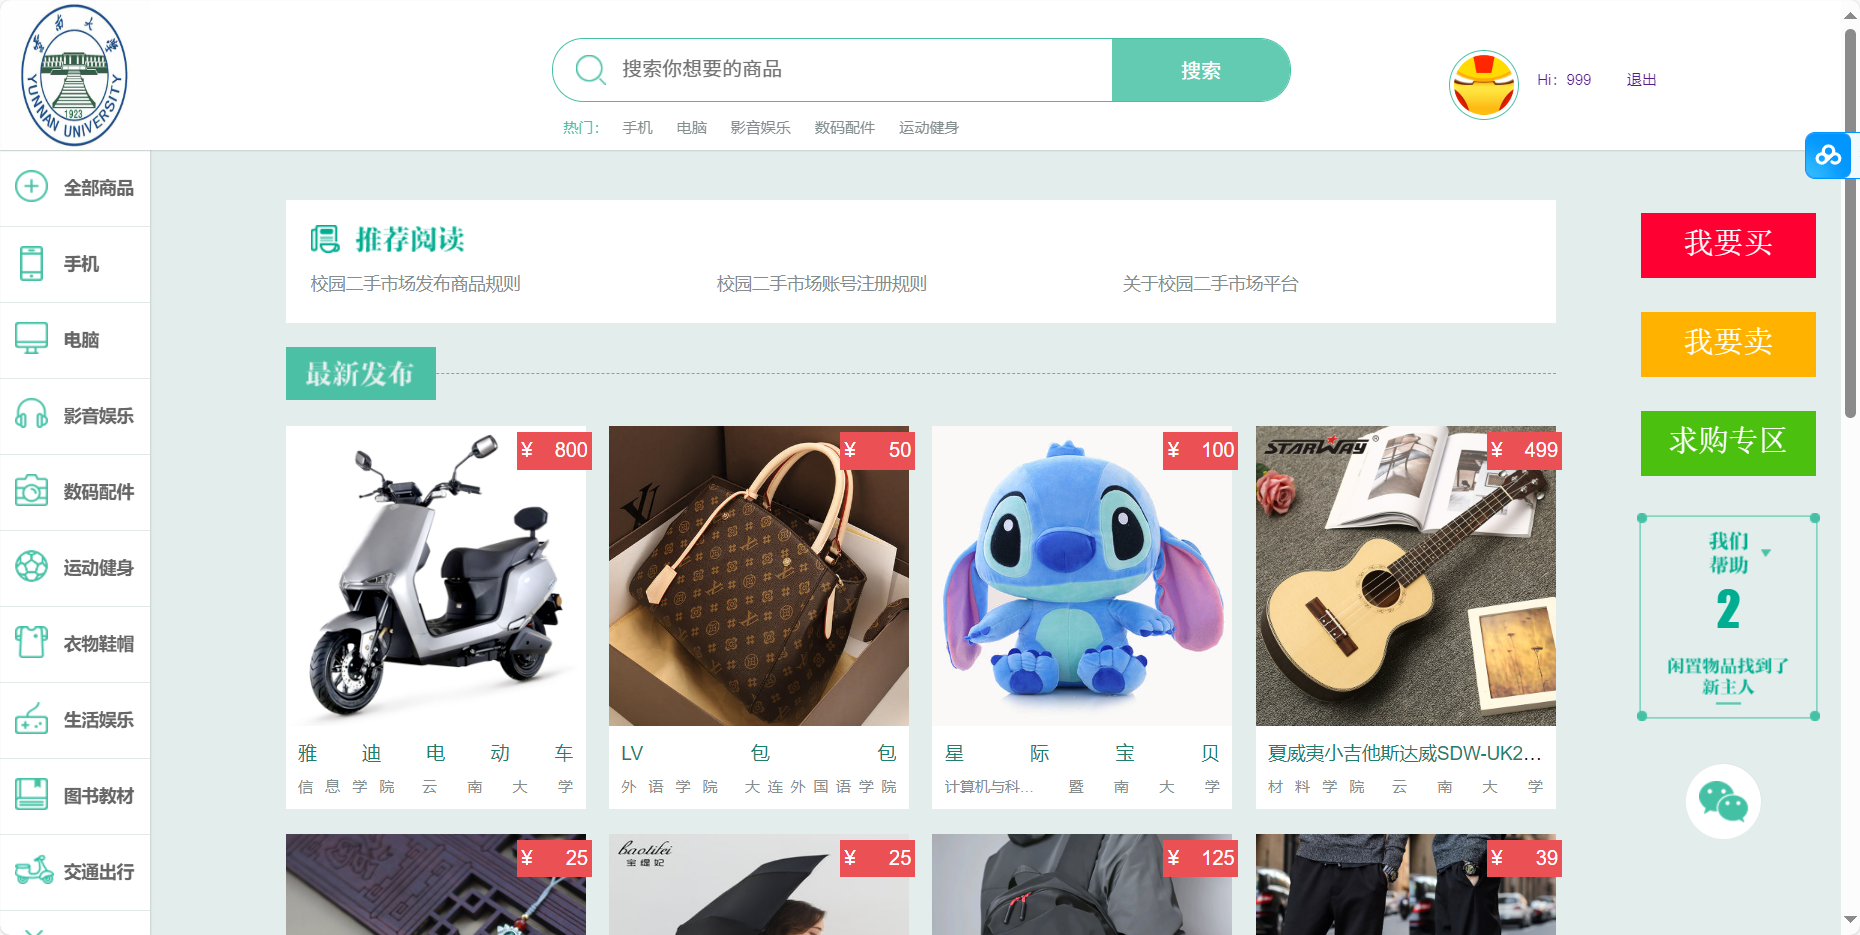 云南大学
YUNNAN UNIVERSITY
1923
搜索你想要的商品
搜索
热门： 手机 电脑 影音娱乐 数码配件 运动健身
Hi：999 退出
全部商品
手机
电脑
影音娱乐
数码配件
运动健身
衣物鞋帽
生活娱乐
图书教材
交通出行
推荐阅读
校园二手市场发布商品规则 校园二手市场账号注册规则 关于校园二手市场平台
最新发布
¥ 800
雅迪电动车
信息学院 云南大学
¥ 50
LV包包
外语学院 大连外国语学院
¥ 100
星际宝贝
计算机与科... 暨南大学
STARWAY®
¥ 499
夏威夷小吉他斯达威SDW-UK2...
材料学院 云南大学
¥ 25
baolifei
宝缇妃
¥ 25
¥ 125
¥ 39
我要买
我要卖
求购专区
我们
帮助
2
闲置物品找到了
新主人